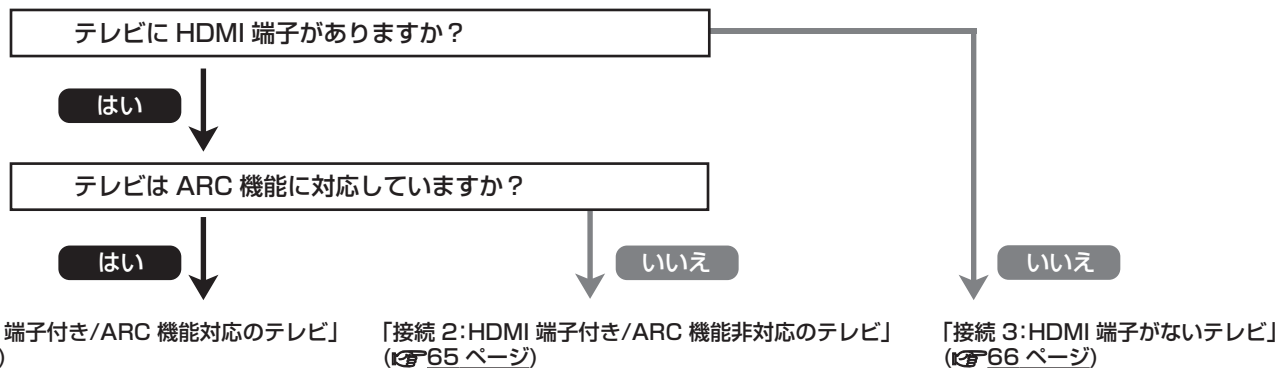 テレビに HDMI 端子がありますか？
はい
テレビは ARC 機能に対応していますか？
はい
いいえ
いいえ
端子付き/ARC 機能対応のテレビ」
)
「接続 2：HDMI 端子付き/ARC 機能非対応のテレビ」
(☞65 ページ)
「接続 3：HDMI 端子がないテレビ」
(☞66 ページ)